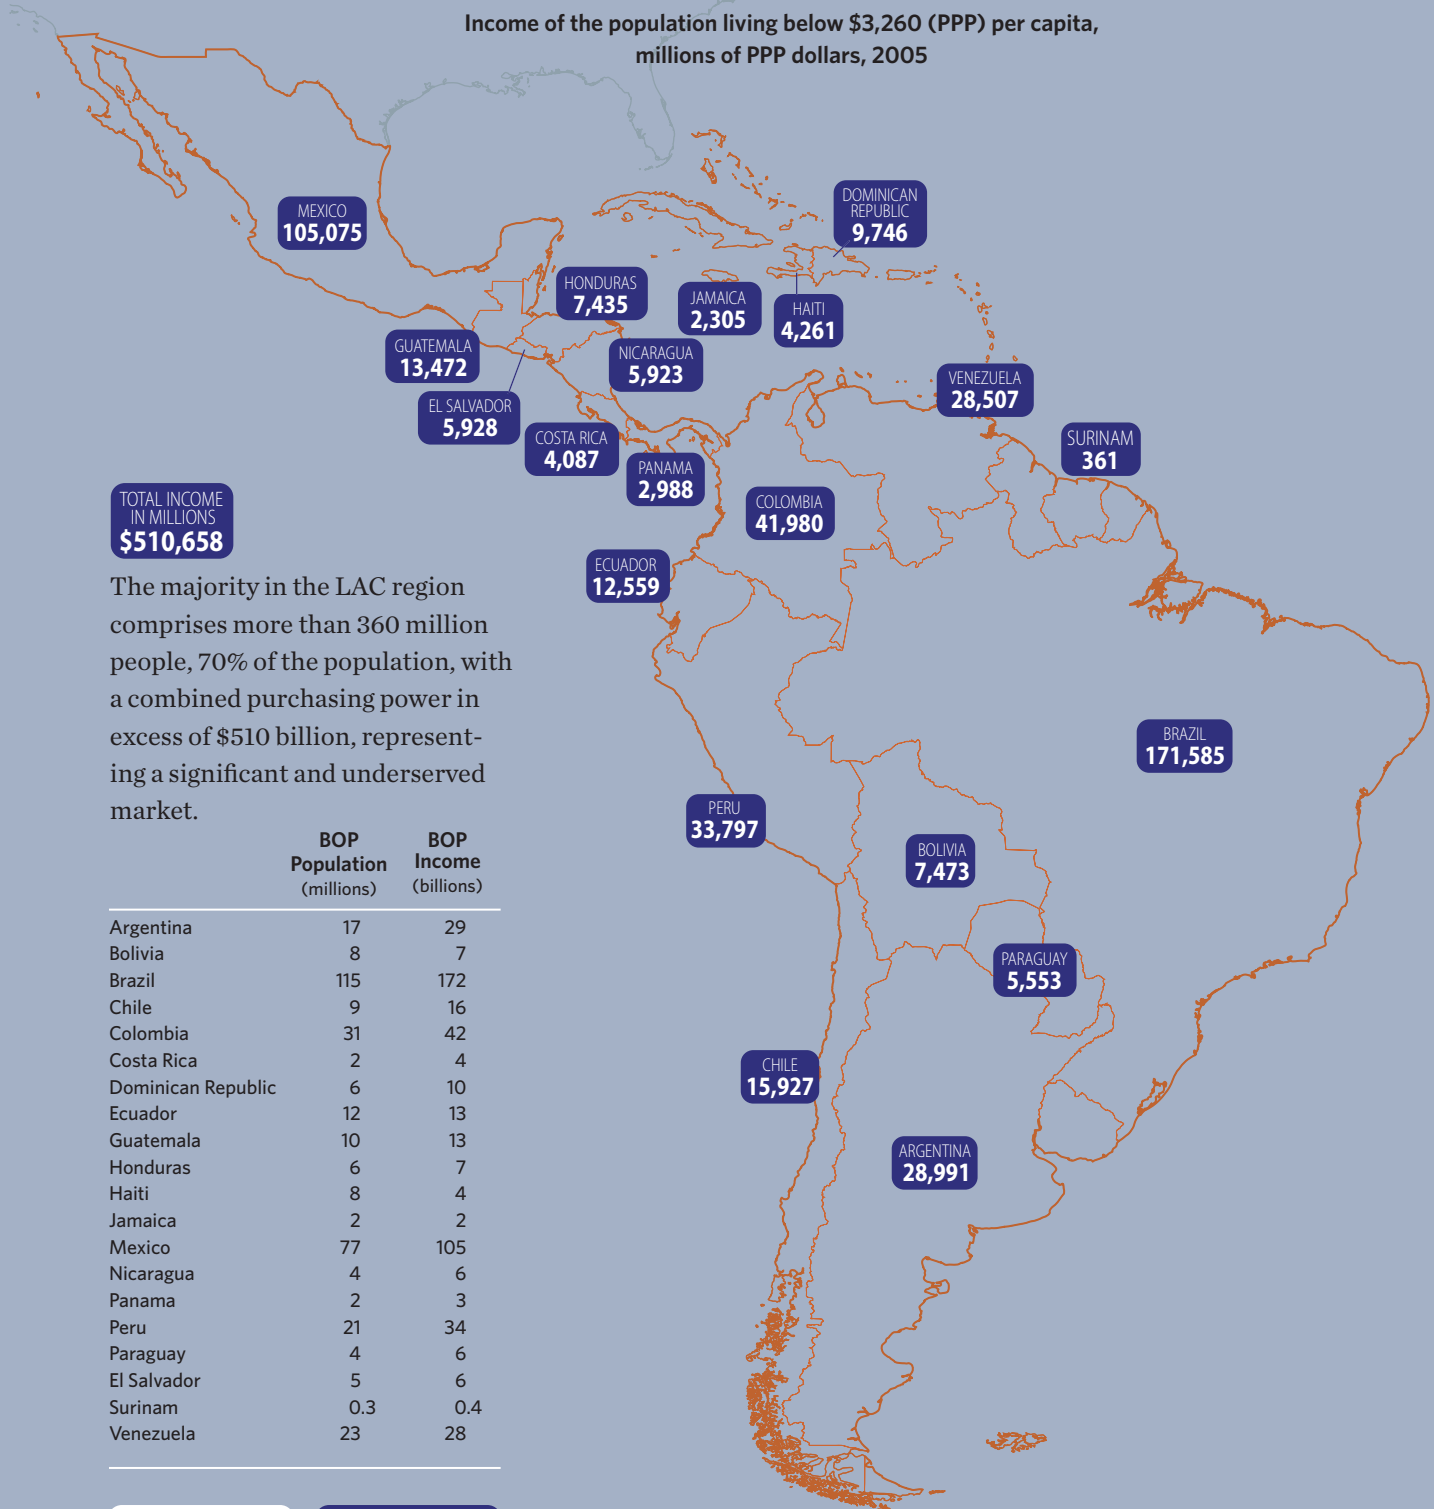 Income of the population living below $3,260 (PPP) per capita,
millions of PPP dollars, 2005
MEXICO
105,075
DOMINICAN
REPUBLIC
9,746
HONDURAS
7,435
JAMAICA
2,305
HAITI
4,261
GUATEMALA
13,472
NICARAGUA
5,923
EL SALVADOR
5,928
VENEZUELA
28,507
COSTA RICA
4,087
SURINAM
361
PANAMA
2,988
COLOMBIA
41,980
ECUADOR
12,559
BRAZIL
171,585
PERU
33,797
BOLIVIA
7,473
PARAGUAY
5,553
CHILE
15,927
ARGENTINA
28,991
TOTAL INCOME
IN MILLIONS
$510,658
The majority in the LAC region
comprises more than 360 million
people, 70% of the population, with
a combined purchasing power in
excess of $510 billion, represent-
ing a significant and underserved
market.
BOP BOP
Population Income
(millions) (billions)
Argentina 17 29
Bolivia 8 7
Brazil 115 172
Chile 9 16
Colombia 31 42
Costa Rica 2 4
Dominican Republic 6 10
Ecuador 12 13
Guatemala 10 13
Honduras 6 7
Haiti 8 4
Jamaica 2 2
Mexico 77 105
Nicaragua 4 6
Panama 2 3
Peru 21 34
Paraguay 4 6
El Salvador 5 6
Surinam 0.3 0.4
Venezuela 23 28